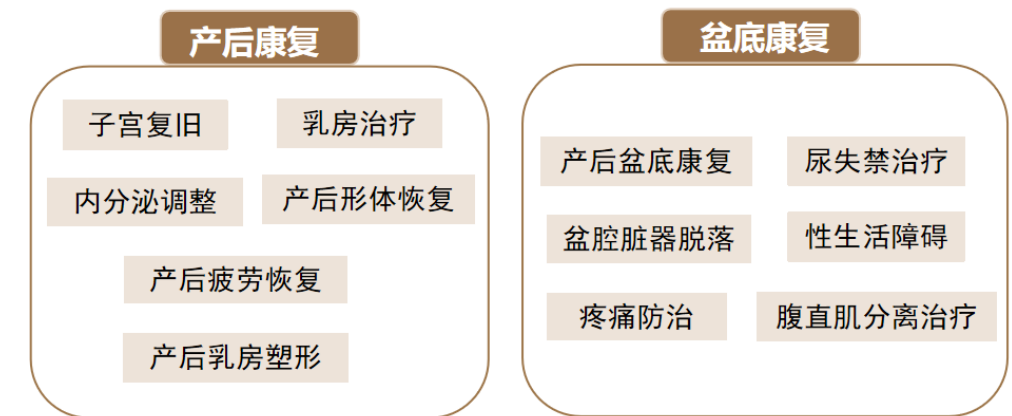 产后康复
子宫复旧
乳房治疗
内分泌调整
产后形体恢复
产后疲劳恢复
产后乳房塑形
盆底康复
产后盆底康复
尿失禁治疗
盆腔脏器脱落
性生活障碍
疼痛防治
腹直肌分离治疗